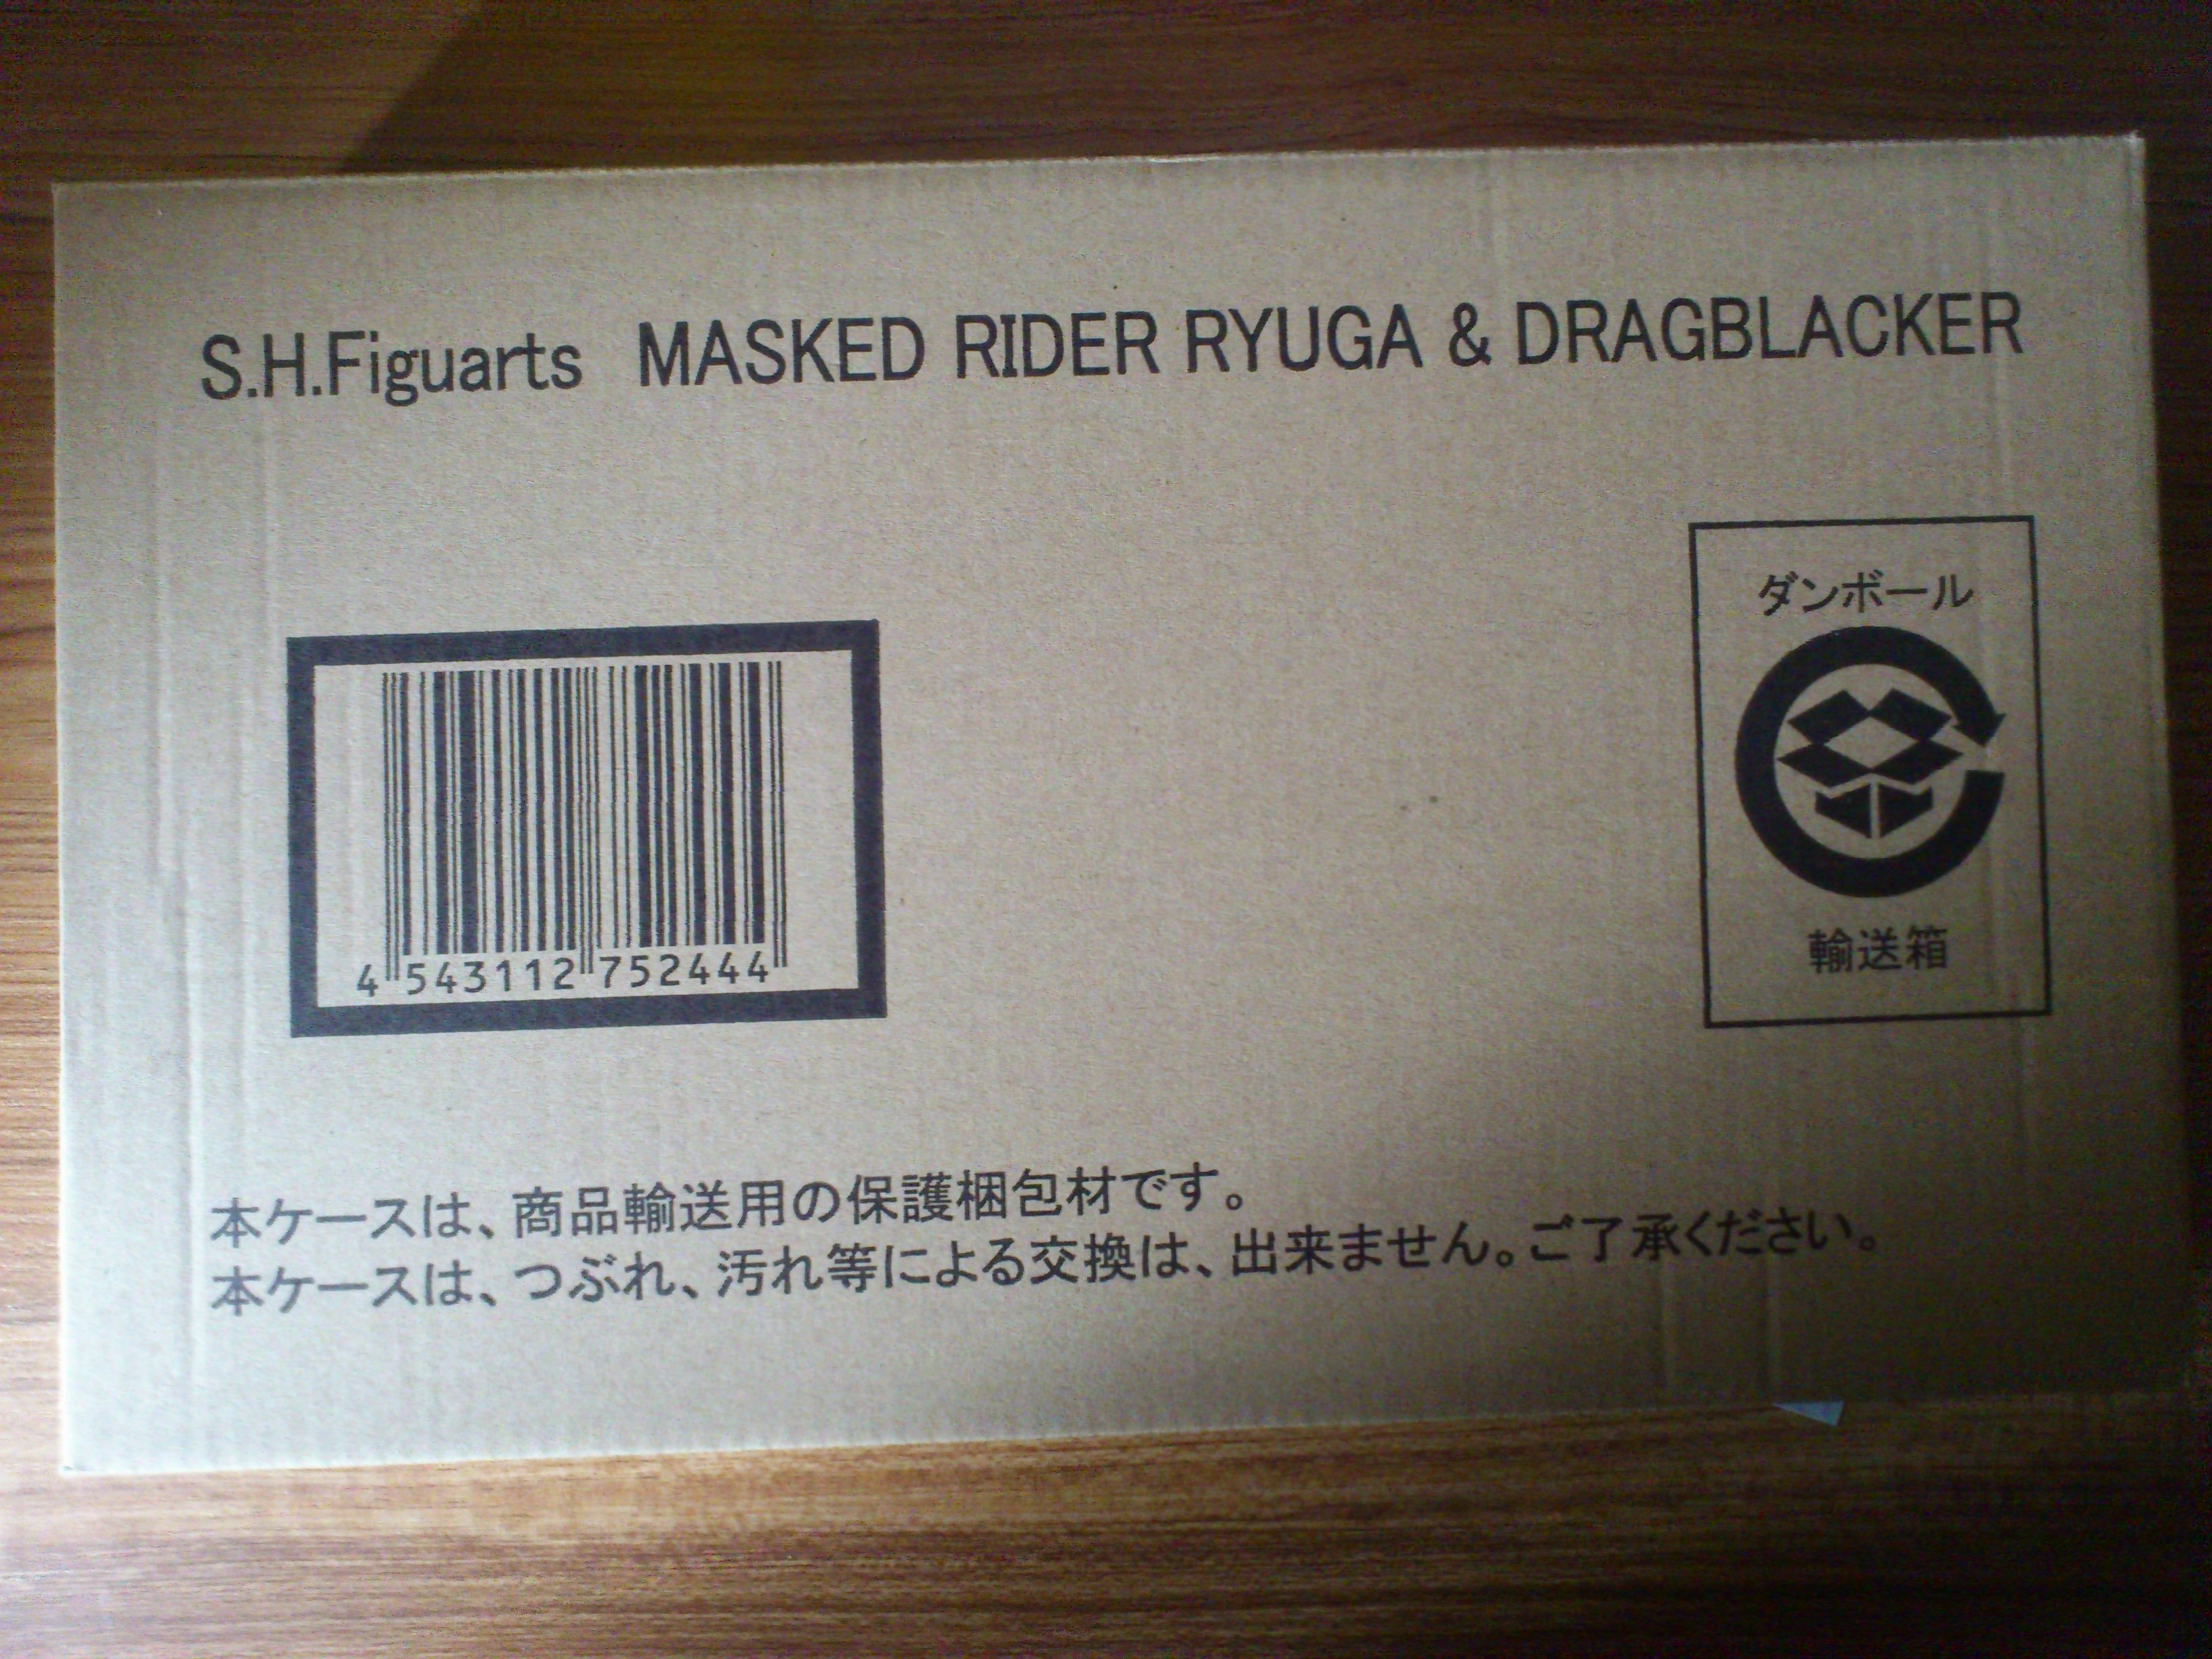 S.H.Figuarts MASKED RIDER RYUGA & DRAGBLACKER
ダンボール
輸送箱
4 543112 752444
本ケースは、商品輸送用の保護梱包材です。
本ケースは、つぶれ、汚れ等による交換は、出来ません。ご了承ください。